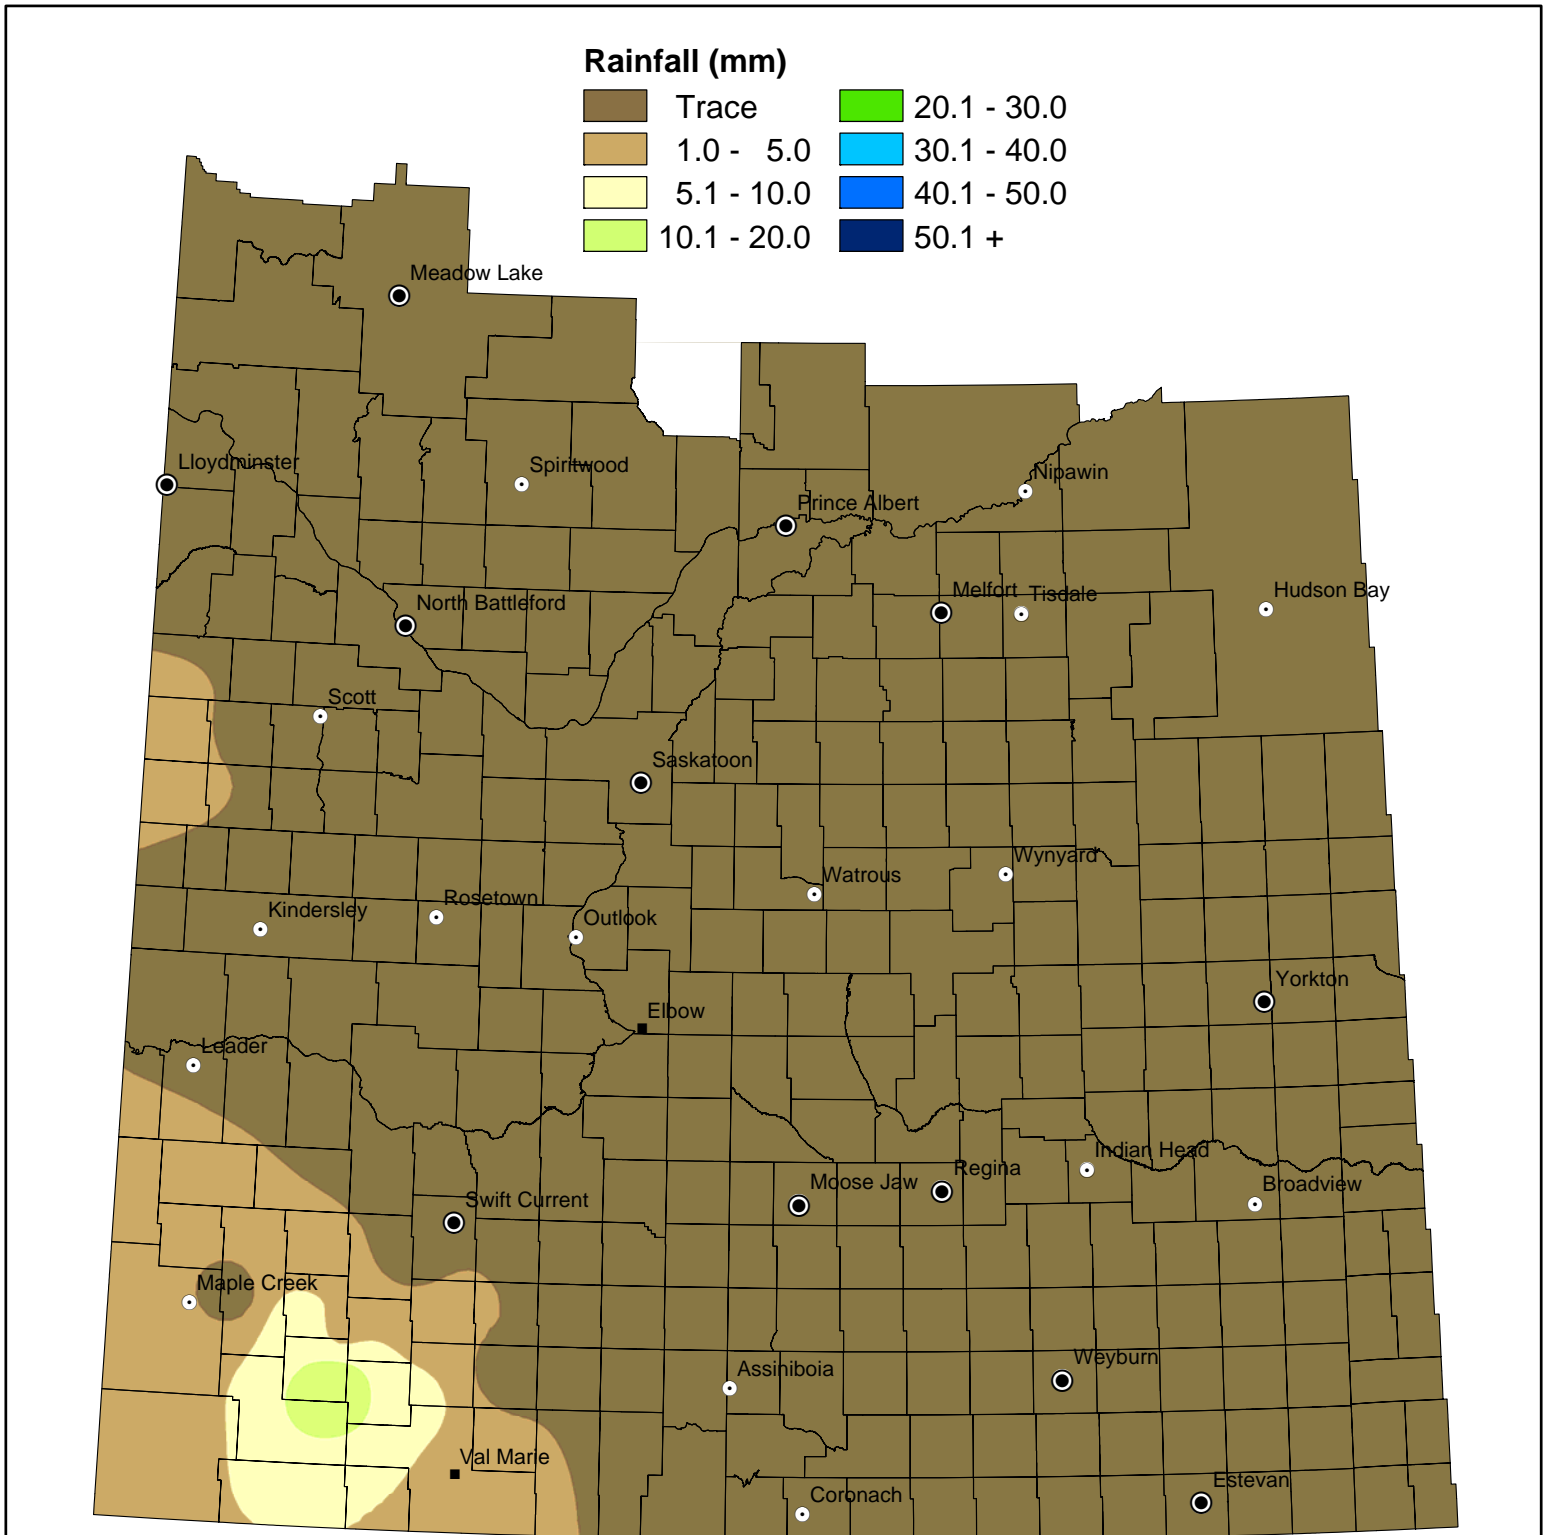 Rainfall (mm)
Trace
1.0 - 5.0
5.1 - 10.0
10.1 - 20.0
20.1 - 30.0
30.1 - 40.0
40.1 - 50.0
50.1 +
Meadow Lake
Lloydminster
Spiritwood
Nipawin
Prince Albert
North Battleford
Melfort
Tisdale
Hudson Bay
Scott
Saskatoon
Watrous
Wynyard
Kindersley
Rosetown
Outlook
Yorkton
Elbow
Leader
Indian Head
Regina
Moose Jaw
Swift Current
Broadview
Maple Creek
Assiniboia
Weyburn
Val Marie
Coronach
Estevan